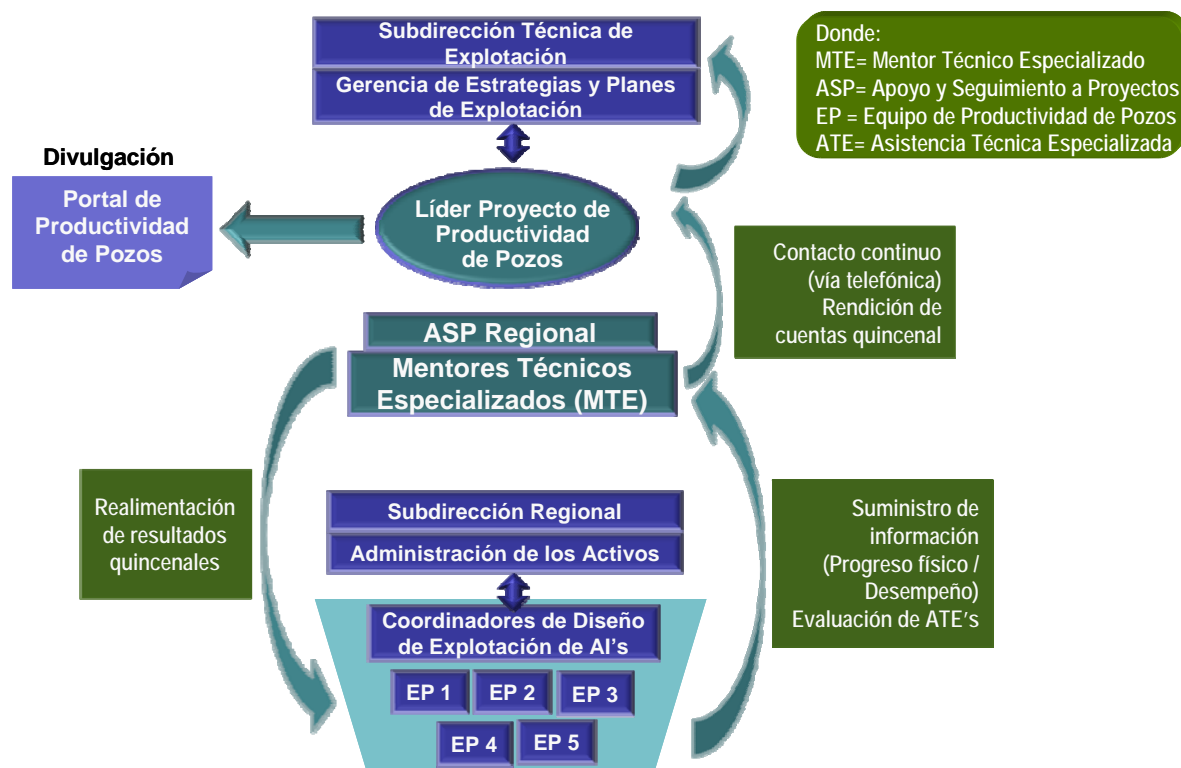 Subdirección Técnica de
Explotación
Gerencia de Estrategias y Planes
de Explotación
Donde:
MTE= Mentor Técnico Especializado
ASP= Apoyo y Seguimiento a Proyectos
EP = Equipo de Productividad de Pozos
ATE= Asistencia Técnica Especializada
Divulgación
Portal de
Productividad
de Pozos
Líder Proyecto de
Productividad
de Pozos
Contacto continuo
(vía telefónica)
Rendición de
cuentas quincenal
ASP Regional
Mentores Técnicos
Especializados (MTE)
Realimentación
de resultados
quincenales
Subdirección Regional
Administración de los Activos
Suministro de
información
(Progreso físico /
Desempeño)
Evaluación de ATE's
Coordinadores de Diseño
de Explotación de AI's
EP 1
EP 2
EP 3
EP 4
EP 5